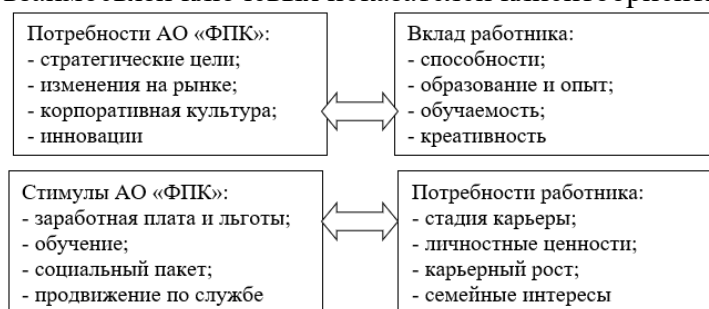 Потребности АО «ФПК»:
- стратегические цели;
- изменения на рынке;
- корпоративная культура;
- инновации
Вклад работника:
- способности;
- образование и опыт;
- обучаемость;
- креативность
Стимулы АО «ФПК»:
- заработная плата и льготы;
- обучение;
- социальный пакет;
- продвижение по службе
Потребности работника:
- стадия карьеры;
- личностные ценности;
- карьерный рост;
- семейные интересы